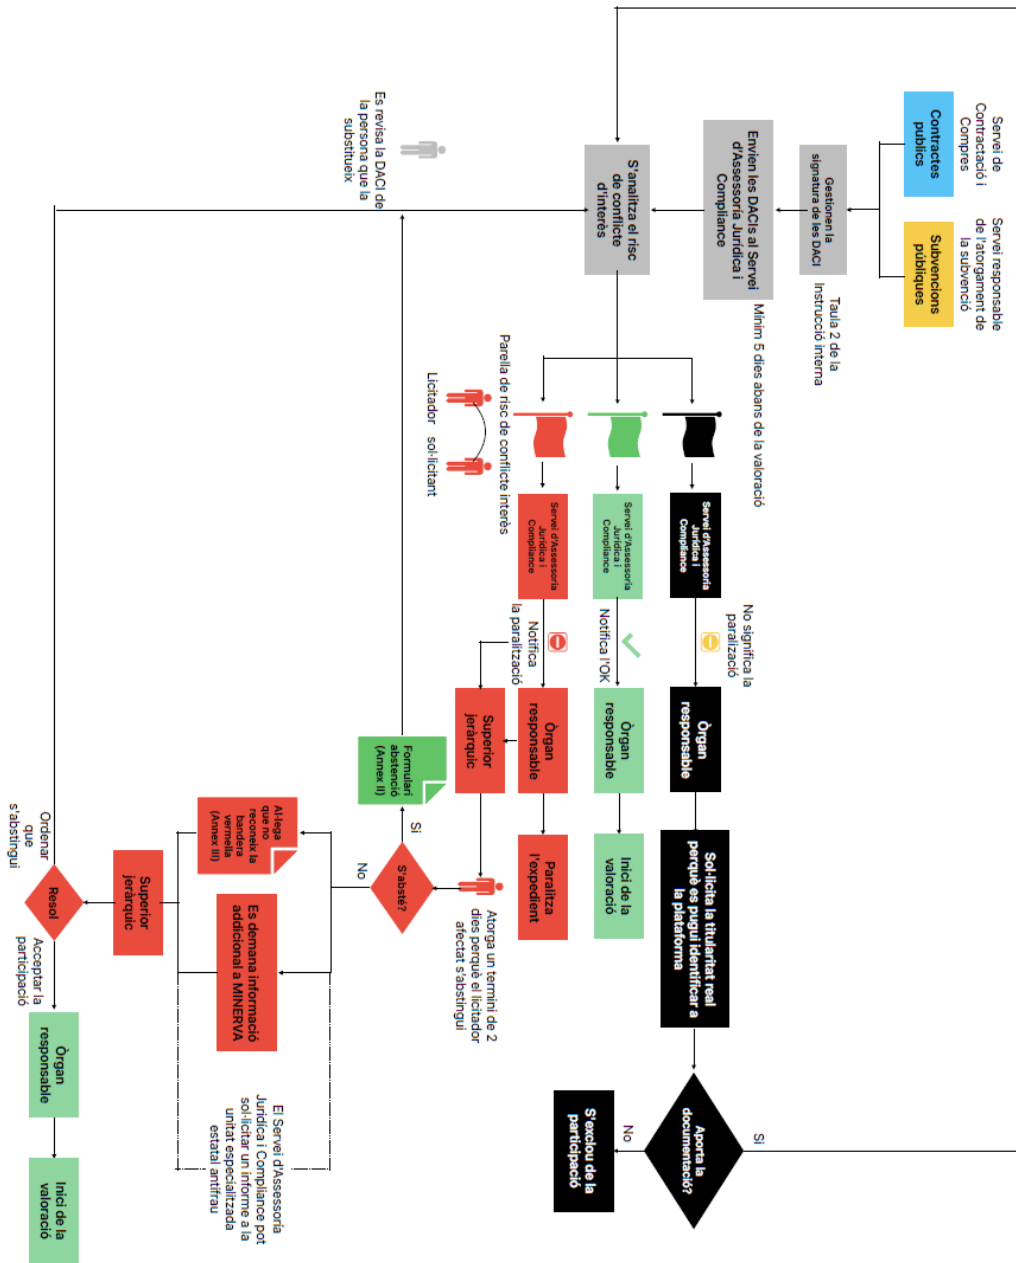 Servei de
Contractació i
Compres
Contractes
publics
Servei responsable
de l'atorgament de
la subvenció
Subvencions
públiques
Gestionen la
signatura de les DACI
Taula 2 de la
Instrucció interna
Envien les DACIs al Servei
d'Assessoria Jurídica i
Compliance
Mínim 5 dies abans de la valoració
S'analitza el risc
de conflicte
d'interès
Es revisa la DACI de
la persona que la
substitueix
Servei d'Assessoria
Jurídica i
Compliance
No significa la
paralizació
Òrgan
responsable
Sol·licita la titularitat real
perquè es pugui identificar a
la plataforma
Aporta la
documentació?
Si
No
S'exclou de la
participació
Servei d'Assessoria
Jurídica i
Compliance
Notifica l'OK
Òrgan
responsable
Inici de la
valoració
Parella de risc de conflicte interès
Licitador
sol·licitant
Servei d'Assessoria
Jurídica i
Compliance
Notifica
la paralització
Òrgan
responsable
Paralitza
l'expedient
Superior
jeràrquic
Atorga un termini de 2
dies perquè el licitador
afectat s'abstingui
S'absté?
Si
No
Formulari
abstenció
(Annex II)
Al·lega
que no
reconeix la
bandera
vermella
(Annex III)
Es demana informació
addicional a MINERVA
El Servei d'Assessoria
Jurídica i Compliance pot
sol·licitar un informe a la
unitat especialitzada
estatal antifrau
Superior
jeràrquic
Resol
Ordenar
que
s'abstingui
Acceptar la
participació
Òrgan
responsable
Inici de la
valoració